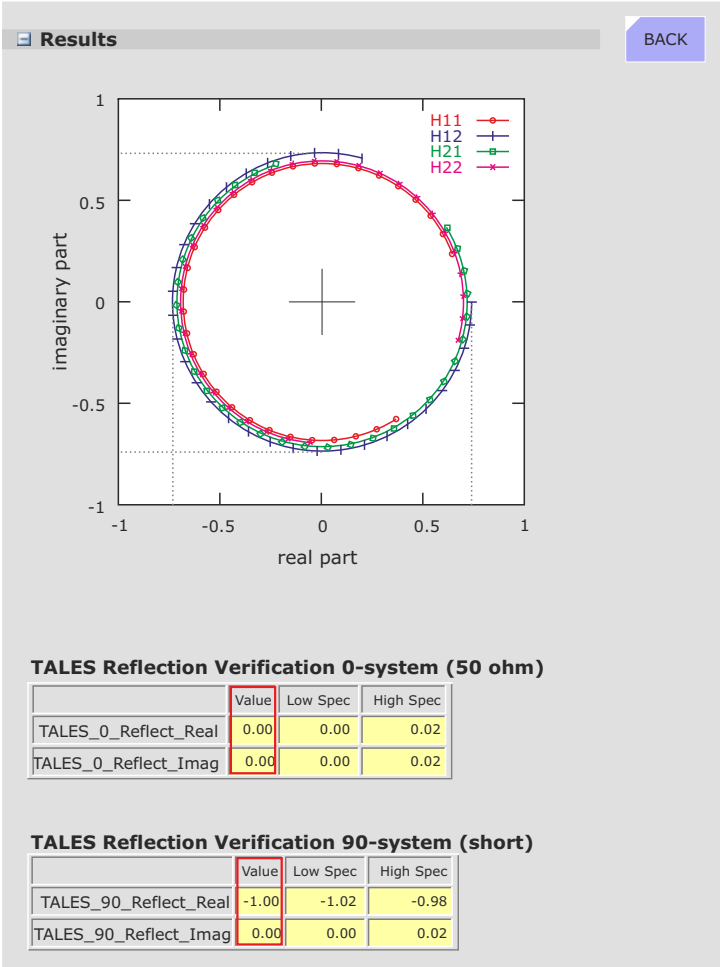 Results
BACK
1
0.5
0
-0.5
-1
imaginary part
H11
H12
H21
H22
-1
-0.5
0
0.5
1
real part
TALES Reflection Verification 0-system (50 ohm)
Value Low Spec High Spec
TALES_0_Reflect_Real 0.00 0.00 0.02
TALES_0_Reflect_Imag 0.00 0.00 0.02
TALES Reflection Verification 90-system (short)
Value Low Spec High Spec
TALES_90_Reflect_Real -1.00 -1.02 -0.98
TALES_90_Reflect_Imag 0.00 0.00 0.02